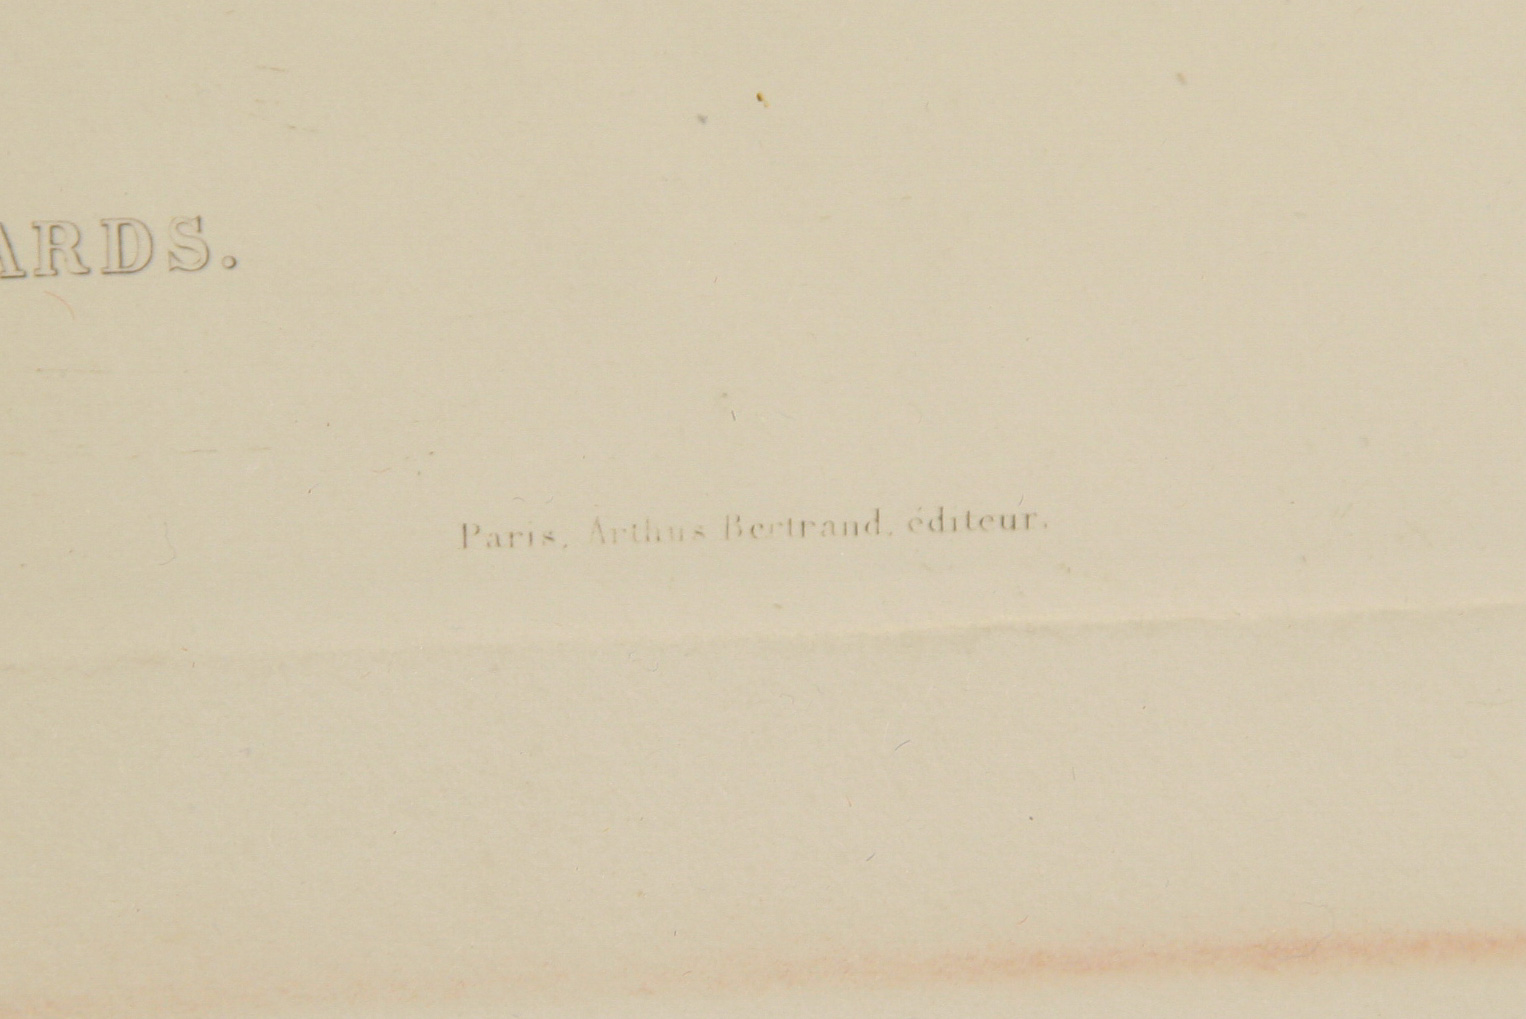 ARDS.
Paris, Arthus Bertrand, éditeur.